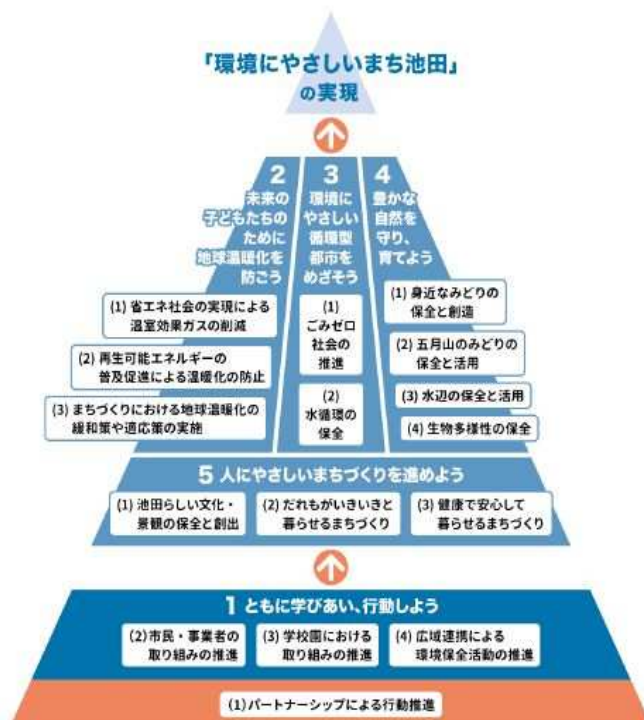 「環境にやさしいまち池田」
の実現
2
未来の
子どもたちの
ために
地球温暖化を
防ごう
(1) 省エネ社会の実現による
温室効果ガスの削減
(2) 再生可能エネルギーの
普及促進による温暖化の防止
(3) まちづくりにおける地球温暖化の
緩和策や適応策の実施
3
環境に
やさしい
循環型
都市を
めざそう
(1)
ごみゼロ
社会の
推進
(2)
水循環の
保全
4
豊かな
自然を
守り、
育てよう
(1) 身近なみどりの
保全と創造
(2) 五月山のみどりの
保全と活用
(3) 水辺の保全と活用
(4) 生物多様性の保全
5 人にやさしいまちづくりを進めよう
(1) 池田らしい文化・
景観の保全と創出
(2) だれもがいきいきと
暮らせるまちづくり
(3) 健康で安心して
暮らせるまちづくり
1 ともに学びあい、行動しよう
(2) 市民・事業者の
取り組みの推進
(3) 学校園における
取り組みの推進
(4) 広域連携による
環境保全活動の推進
(1) パートナーシップによる行動推進